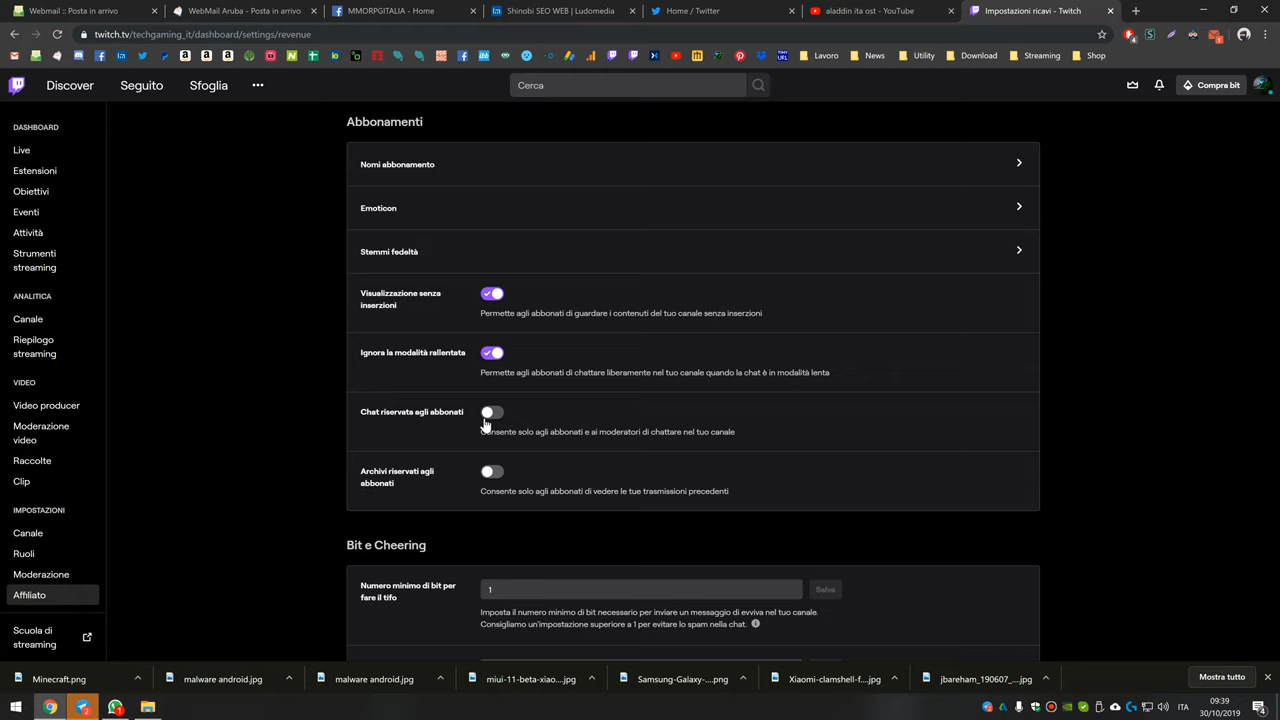 Webmail :: Posta in arrivo
WebMail Aruba - Posta in arrivo
MMORPGITALIA - Home
Shinobi SEO WEB | Ludomedia
Home / Twitter
aladdin ita ost - YouTube
Impostazioni ricavi - Twitch
twitch.tv/techgaming_it/dashboard/settings/revenue
Lavoro
News
Utility
Download
Streaming
Shop
Discover
Seguito
Sfoglia
Cerca
Compra bit
DASHBOARD
Live
Estensioni
Obiettivi
Eventi
Attività
Strumenti
streaming
ANALITICA
Canale
Riepilogo
streaming
VIDEO
Video producer
Moderazione
video
Raccolte
Clip
IMPOSTAZIONI
Canale
Ruoli
Moderazione
Affiliato
Scuola di
streaming
Abbonamenti
Nomi abbonamento
Emoticon
Stemmi fedeltà
Visualizzazione senza
inserzioni
Permette agli abbonati di guardare i contenuti del tuo canale senza inserzioni
Ignora la modalità rallentata
Permette agli abbonati di chattare liberamente nel tuo canale quando la chat è in modalità lenta
Chat riservata agli abbonati
Consente solo agli abbonati e ai moderatori di chattare nel tuo canale
Archivi riservati agli
abbonati
Consente solo agli abbonati di vedere le tue trasmissioni precedenti
Bit e Cheering
Numero minimo di bit per
fare il tifo
1
Salva
Imposta il numero minimo di bit necessario per inviare un messaggio di evviva nel tuo canale.
Consigliamo un'impostazione superiore a 1 per evitare lo spam nella chat.
Minecraft.png
malware android.jpg
malware android.jpg
miui-11-beta-xiao....jpg
Samsung-Galaxy-....png
Xiaomi-clamshell-f....jpg
jbareham_190607_...jpg
Mostra tutto
ITA
09:39
30/10/2019